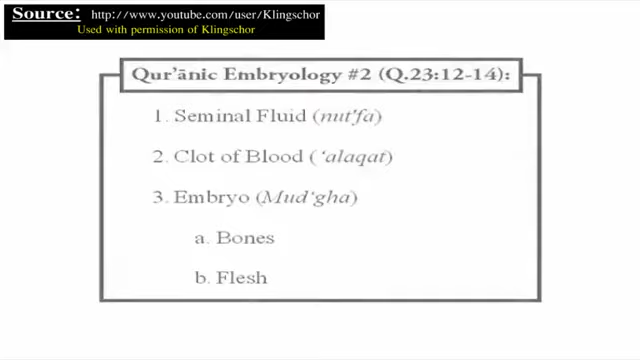 Source: http://www.youtube.com/user/Klingschor
Used with permission of Klingschor
Qur'ānic Embryology #2 (Q.23:12-14):
1. Seminal Fluid (nut'fa)
2. Clot of Blood (‘alaqat)
3. Embryo (Mud‘gha)
a. Bones
b. Flesh